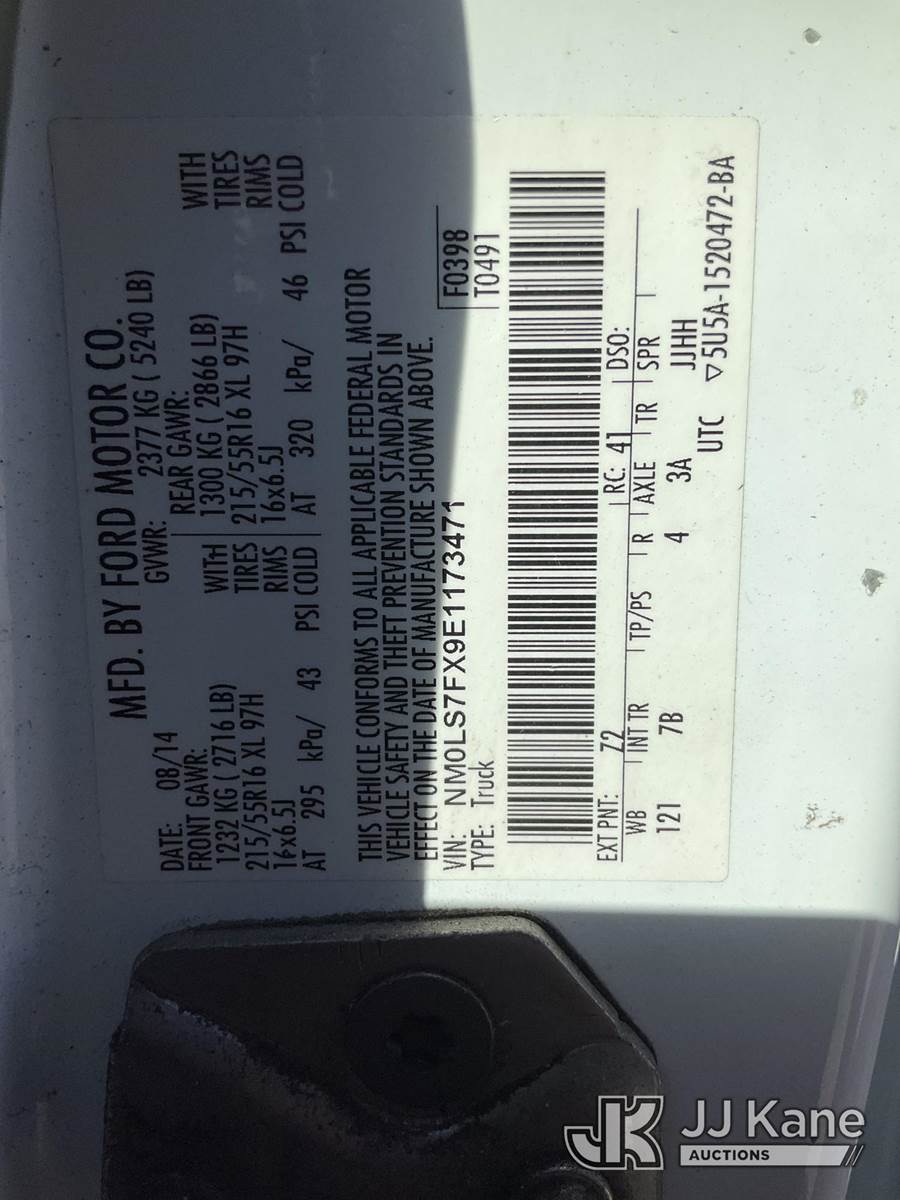 MFD. BY FORD MOTOR CO.
DATE: 08/14 GVWR: 2377 KG ( 5240 LB)
FRONT GAWR: REAR GAWR:
1232 KG ( 2716 LB) WITH 1300 KG ( 2866 LB) WITH
215/55R16 XL 97H TIRES 215/55R16 XL 97H TIRES
16x6.5J RIMS 16x6.5J RIMS
AT 295 kPa/ 43 PSI COLD AT 320 kPa/ 46 PSI COLD
THIS VEHICLE CONFORMS TO ALL APPLICABLE FEDERAL MOTOR
VEHICLE SAFETY AND THEFT PREVENTION STANDARDS IN
EFFECT ON THE DATE OF MANUFACTURE SHOWN ABOVE.
VIN: NM0LS7FX9E1173471 F0398
TYPE: Truck T0491
EXT PNT: Z2 RC: 41 DSO:
WB INT TR TP/PS R AXLE TR SPR
121 7B 4 3A JJHH
UTC ▽5U5A-1520472-BA
JK JJ Kane
AUCTIONS